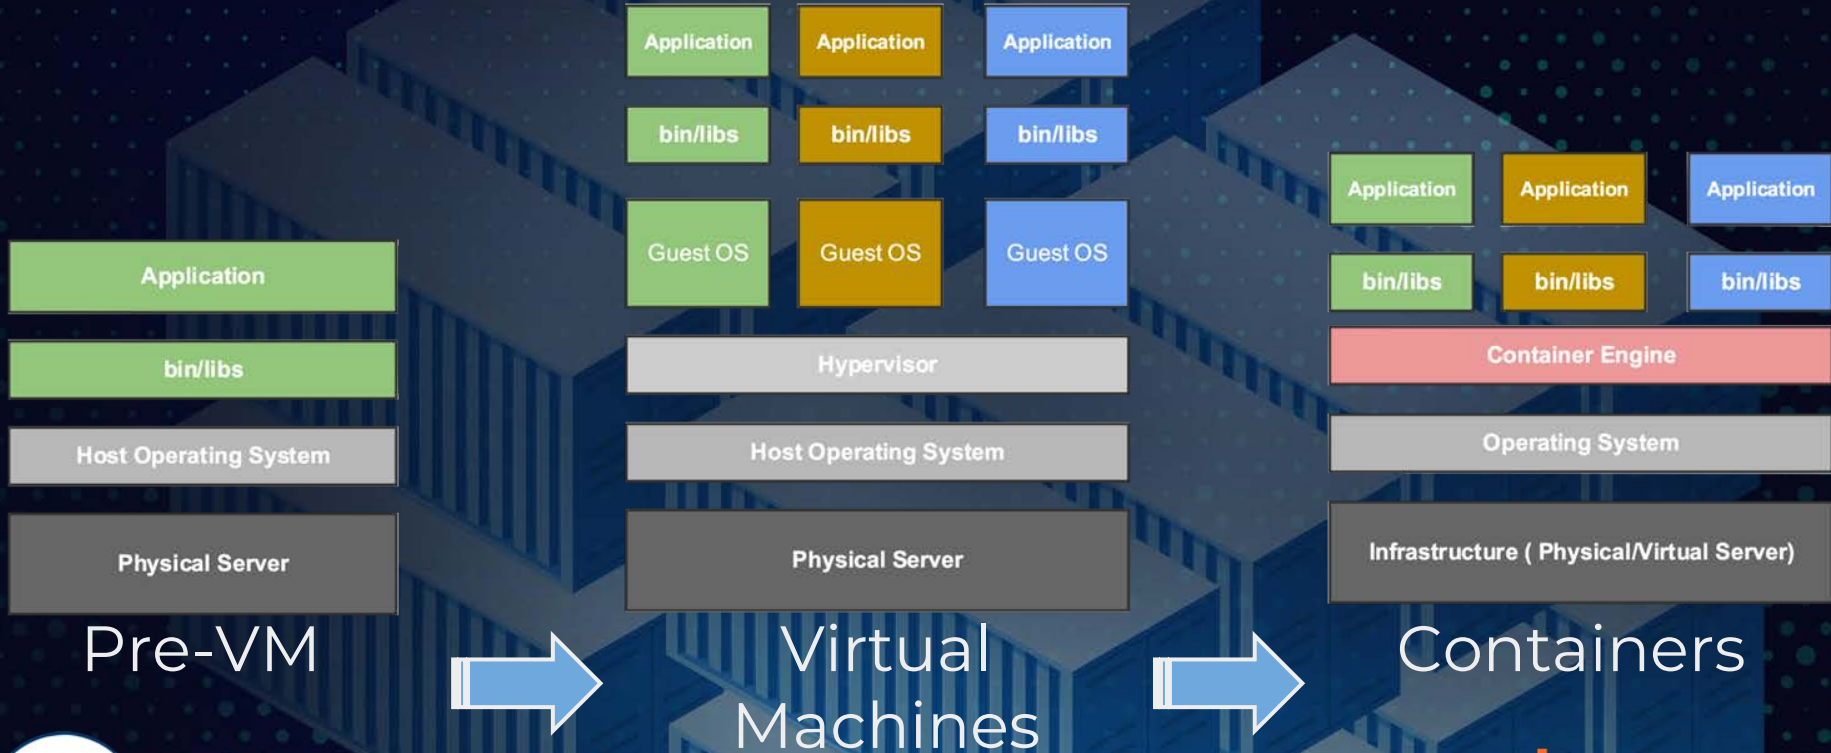 Application
bin/libs
Host Operating System
Physical Server
Pre-VM
Application Application Application
bin/libs bin/libs bin/libs
Guest OS Guest OS Guest OS
Hypervisor
Host Operating System
Physical Server
Virtual
Machines
Application Application Application
bin/libs bin/libs bin/libs
Container Engine
Operating System
Infrastructure ( Physical/Virtual Server)
Containers